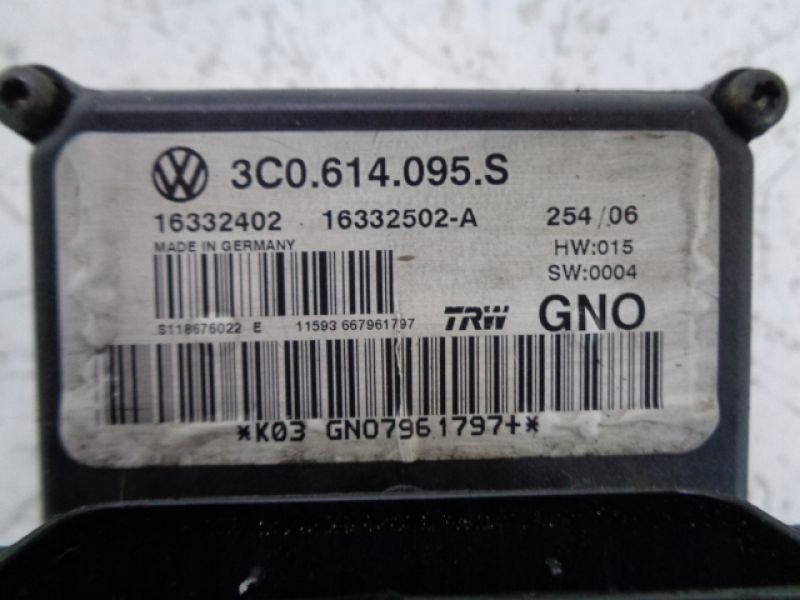 3C0.614.095.S
16332402 16332502-A 254/06
MADE IN GERMANY HW:015
SW:0004
S118676022 E 11593 667961797 TRW GNO
*K03 GNO7961797+*